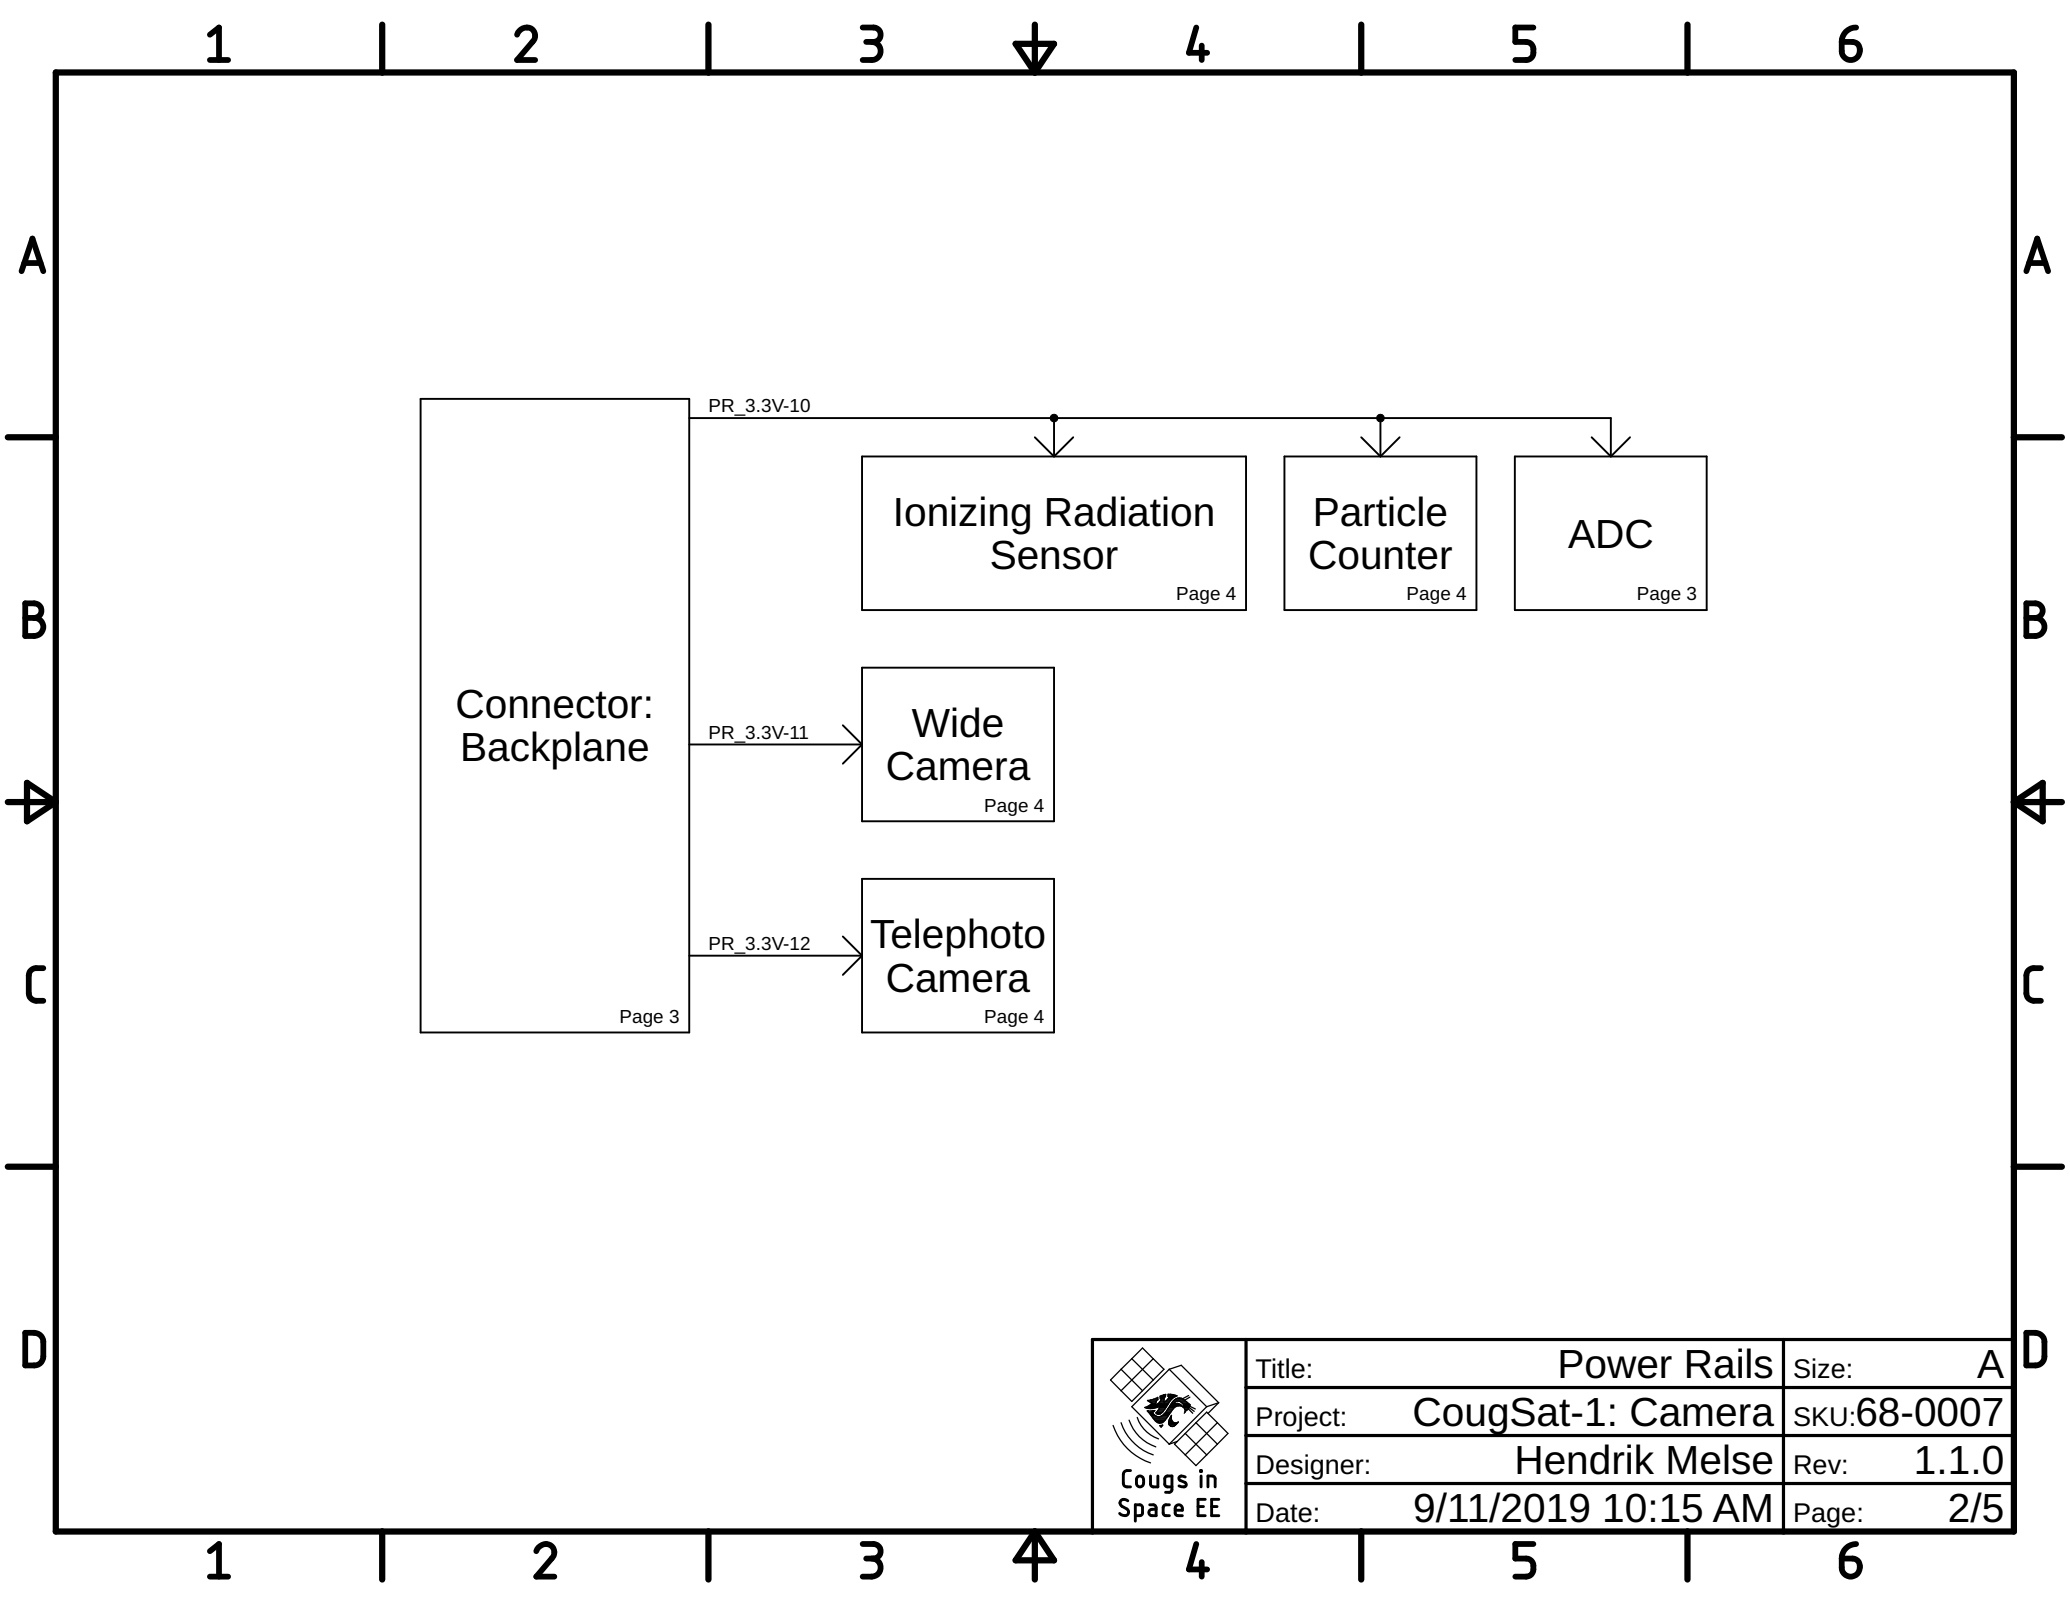 1 2 3 4 5 6
A A
PR_3.3V-10
Ionizing Radiation
Sensor
Page 4
Particle
Counter
Page 4
ADC
Page 3
B B
Connector:
Backplane
Page 3
PR_3.3V-11
Wide
Camera
Page 4
PR_3.3V-12
Telephoto
Camera
Page 4
C C
D D
Cougs in
Space EE
Title: Power Rails Size: A
Project: CougSat-1: Camera SKU:68-0007
Designer: Hendrik Melse Rev: 1.1.0
Date: 9/11/2019 10:15 AM Page: 2/5
1 2 3 4 5 6